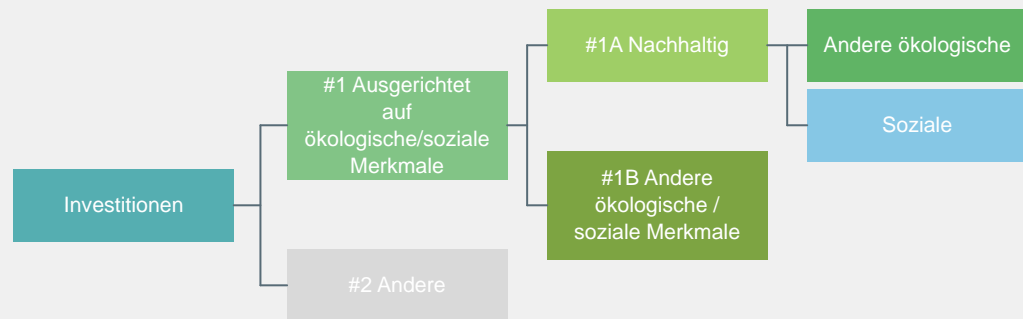 Investitionen
#1 Ausgerichtet
auf
ökologische/soziale
Merkmale
#2 Andere
#1A Nachhaltig
#1B Andere
ökologische /
soziale Merkmale
Andere ökologische
Soziale